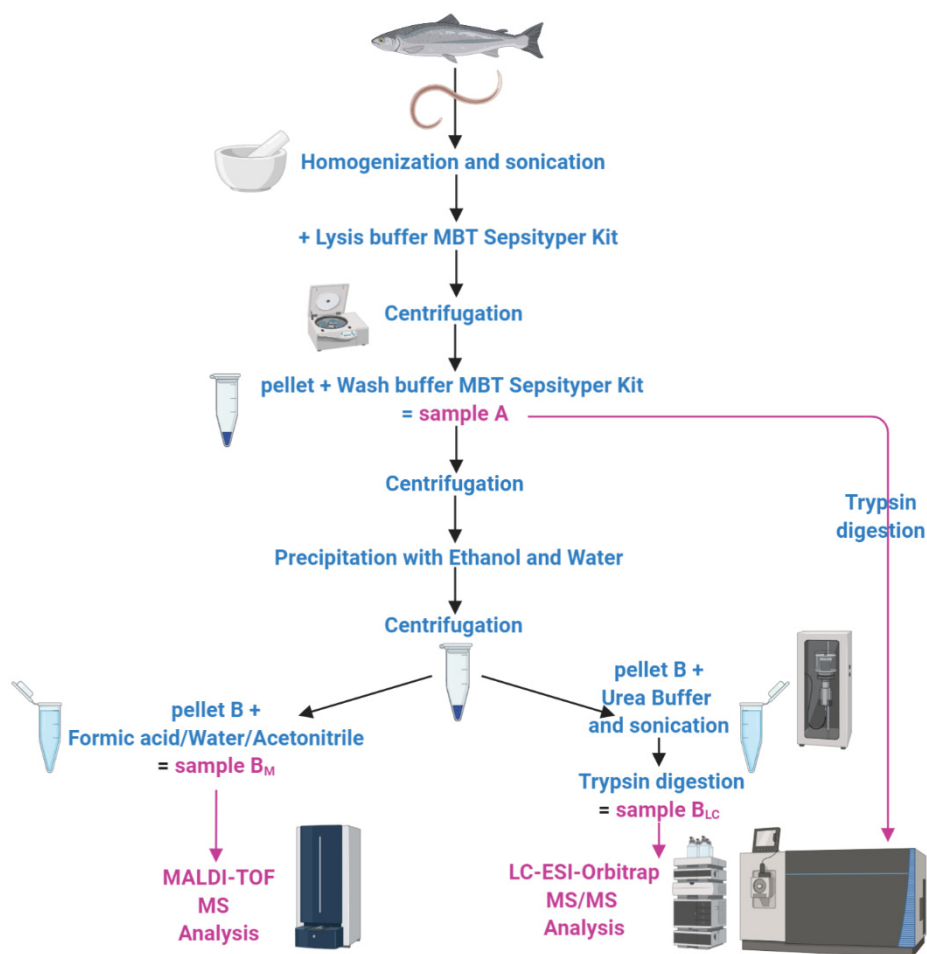 Homogenization and sonication
+ Lysis buffer MBT Sepsityper Kit
Centrifugation
pellet + Wash buffer MBT Sepsityper Kit
= sample A
Centrifugation
Trypsin
digestion
Precipitation with Ethanol and Water
Centrifugation
pellet B +
Formic acid/Water/Acetonitrile
= sample BM
MALDI-TOF
MS
Analysis
pellet B +
Urea Buffer
and sonication
Trypsin digestion
= sample BLC
LC-ESI-Orbitrap
MS/MS
Analysis